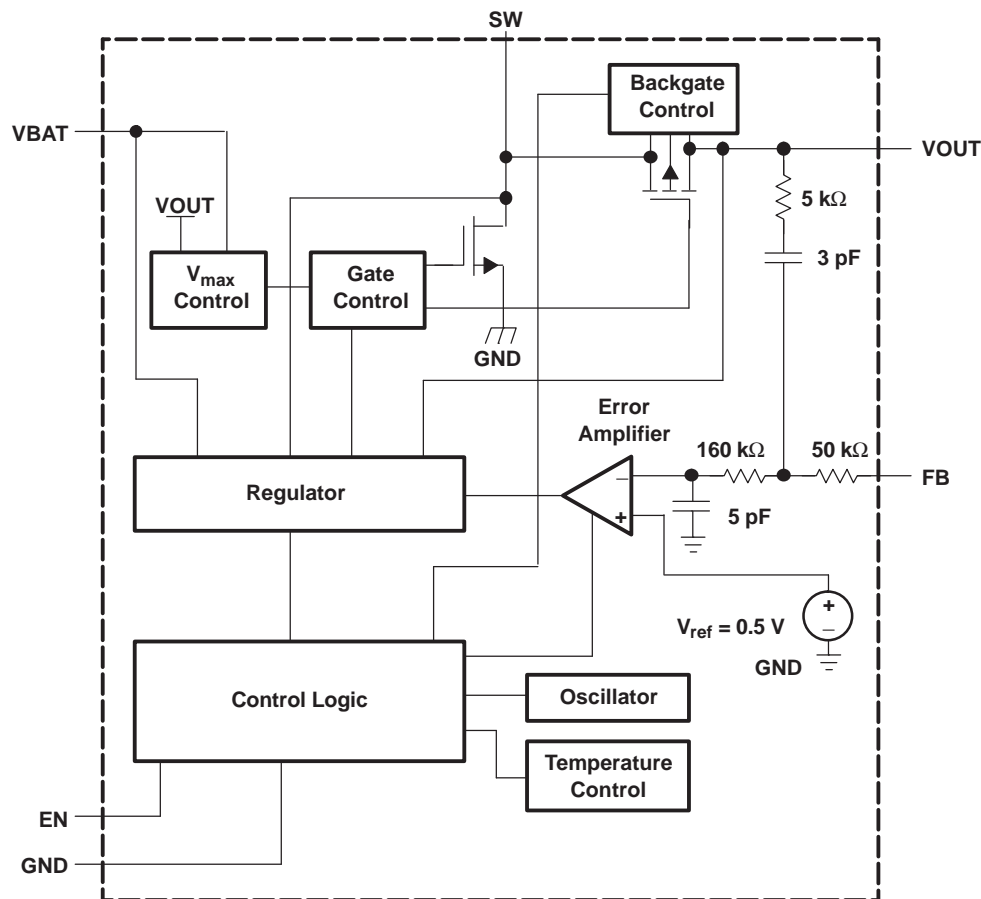 SW
Backgate
Control
VBAT
VOUT
VOUT
5 kΩ
3 pF
Vmax
Control
Gate
Control
GND
Error
Amplifier
160 kΩ
50 kΩ
Regulator
−
+
FB
5 pF
Vref = 0.5 V
+
−
GND
Control Logic
Oscillator
Temperature
Control
EN
GND